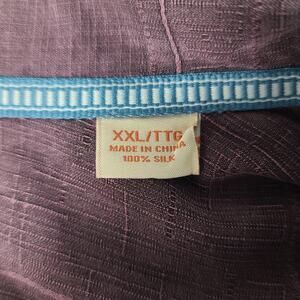 XXL/TTG
MADE IN CHINA
100% SILK